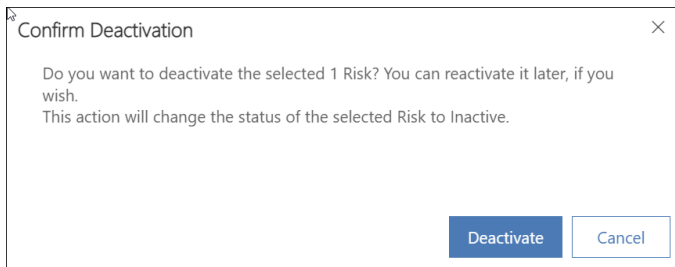 Confirm Deactivation
Do you want to deactivate the selected 1 Risk? You can reactivate it later, if you
wish.
This action will change the status of the selected Risk to Inactive.
Deactivate
Cancel